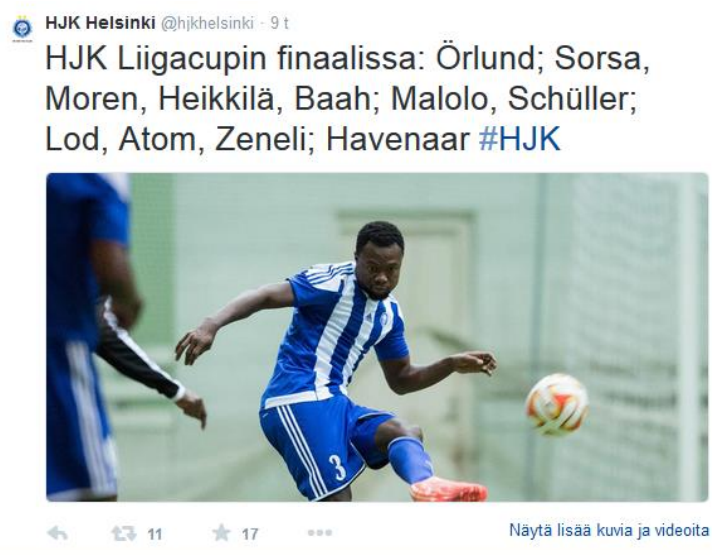 HJK Helsinki @hjkhelsinki · 9 t
HJK Liigacupin finaalissa: Örlund; Sorsa,
Moren, Heikkilä, Baah; Malolo, Schüller;
Lod, Atom, Zeneli; Havenaar #HJK
3
11 17 Näytä lisää kuvia ja videoita